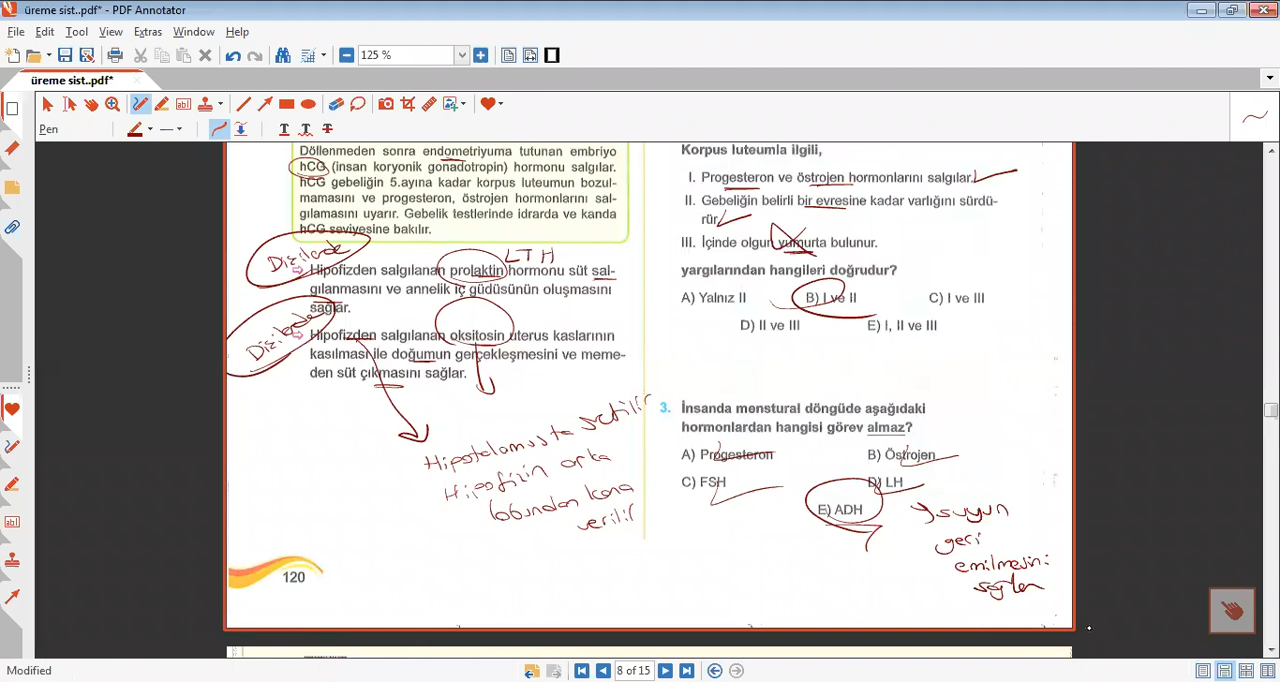 üreme sist..pdf* - PDF Annotator
File Edit Tool View Extras Window Help
125 %
üreme sist..pdf*
Pen
Döllenmeden sonra endometriyuma tutunan embriyo
hCG (insan koryonik gonadotropin) hormonu salgılar.
hCG gebeliğin 5.ayına kadar korpus luteumun bozul-
mamasını ve progesteron, östrojen hormonlarını sal-
gılamasını uyarır. Gebelik testlerinde idrarda ve kanda
hCG seviyesine bakılır.
Dişilerde
LTH
Hipofizden salgılanan prolaktin hormonu süt sal-
gılanmasını ve annelik iç güdüsünün oluşmasını
sağlar.
Dişilerde
Hipofizden salgılanan oksitosin uterus kaslarının
kasılması ile doğumun gerçekleşmesini ve meme-
den süt çıkmasını sağlar.
Hipotalamusta üretilir
Hipofizin arka
lobundan kana
verilir
120
Korpus luteumla ilgili,
I. Progesteron ve östrojen hormonlarını salgılar.
II. Gebeliğin belirli bir evresine kadar varlığını sürdü-
rür.
III. İçinde olgun yumurta bulunur.
yargılarından hangileri doğrudur?
A) Yalnız II B) I ve II C) I ve III
D) II ve III E) I, II ve III
3. İnsanda menstural döngüde aşağıdaki
hormonlardan hangisi görev almaz?
A) Progesteron B) Östrojen
C) FSH D) LH
E) ADH
suyun
geri
emilmesini
sağlar
Modified
8 of 15